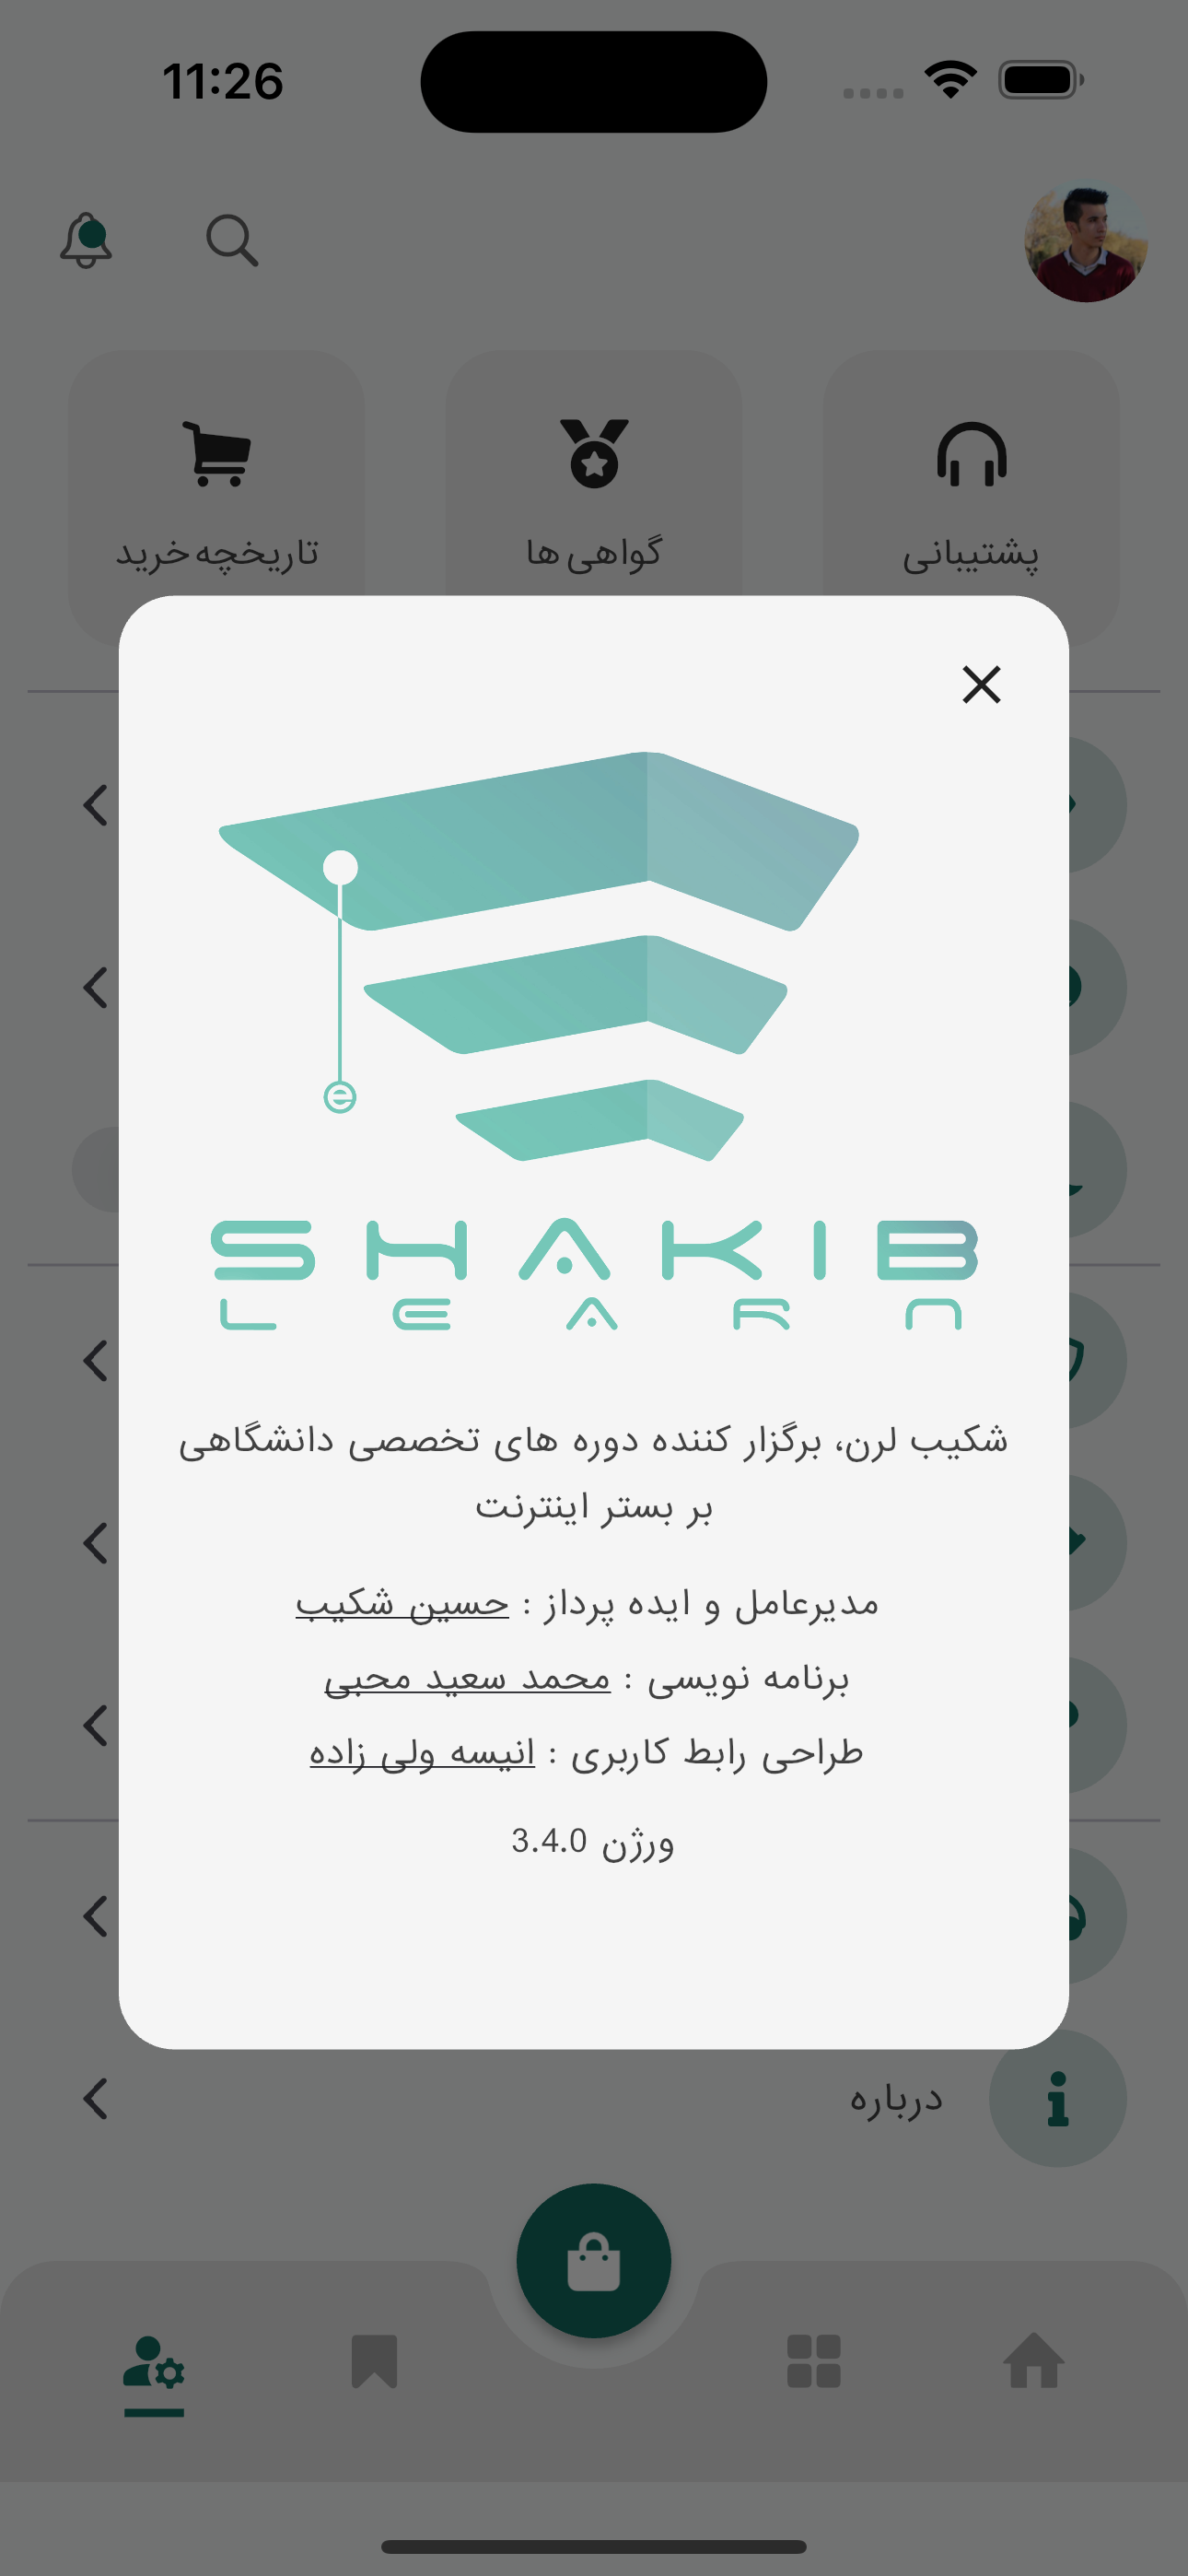 11:26
پشتیبانی
گواهی ها
تاریخچه خرید
e
SHAKIB
LEARN
شکیب لرن، برگزار کننده دوره های تخصصی دانشگاهی
بر بستر اینترنت
مدیرعامل و ایده پرداز : حسین شکیب
برنامه نویسی : محمد سعید محبی
طراحی رابط کاربری : انیسه ولی زاده
ورژن 3.4.0
درباره